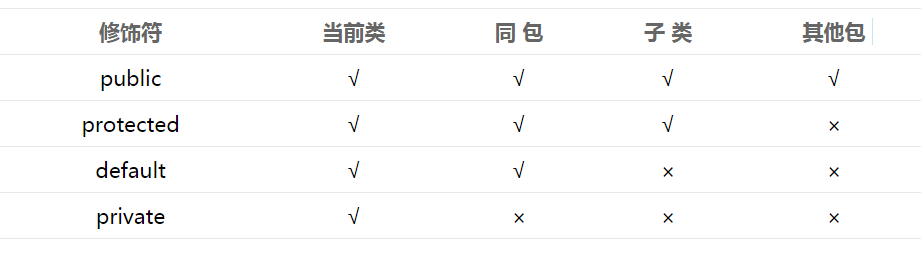 修饰符 当前类 同 包 子 类 其他包
public √ √ √ √
protected √ √ √ ×
default √ √ × ×
private √ × × ×